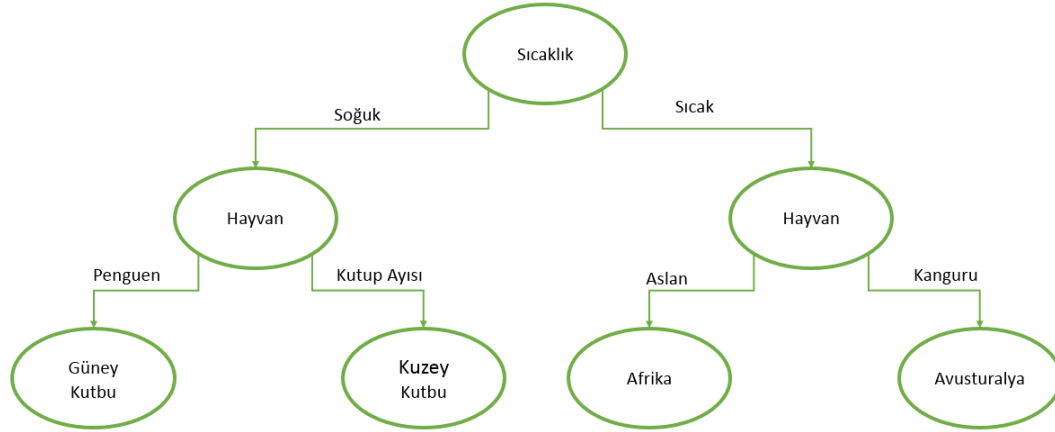 Sıcaklık
Soğuk
Sıcak
Hayvan
Hayvan
Penguen
Kutup Ayısı
Aslan
Kanguru
Güney
Kutbu
Kuzey
Kutbu
Afrika
Avusturalya